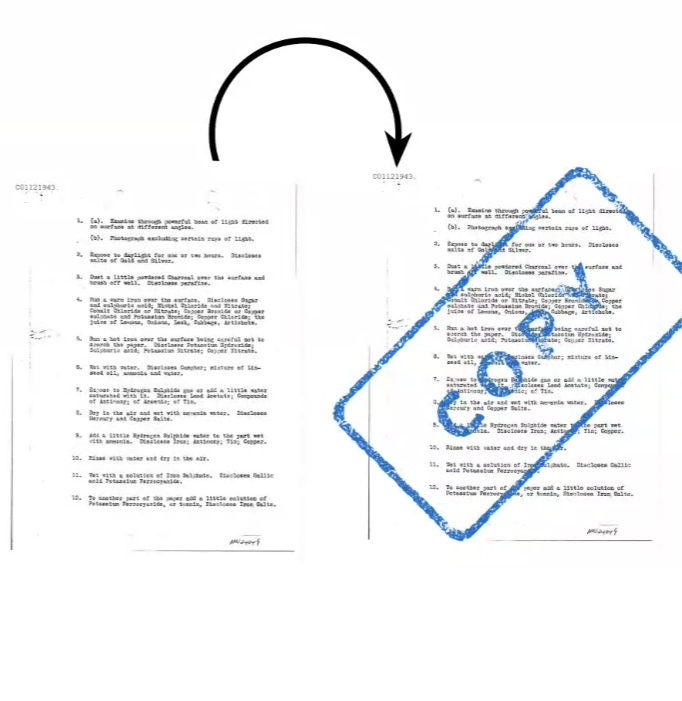 C01121943.
1. (a). Examine through powerful beam of light directed
on surface at different angles.
(b). Photograph excluding certain rays of light.
2. Expose to daylight for one or two hours. Discloses
salts of Gold and Silver.
3. Dust a little powdered Charcoal over the surface and
brush off well. Discloses parafine.
4. Run a warm iron over the surface. Discloses Sugar
and sulphuric acid; Nickel Chloride and Nitrate;
Cobalt Chloride or Nitrate; Copper Bromide or Copper
sulphate and Potassium Bromide; Copper Chloride; the
juice of Lemons, Onions, Leek, Cabbage, Artichoke.
5. Run a hot iron over the surface being careful not to
scorch the paper. Discloses Potassium Hydroxide;
Sulphuric acid; Potassium Nitrate; Copper Nitrate.
6. Wet with water. Discloses Camphor; mixture of lin-
seed oil, ammonia and water.
7. Expose to Hydrogen Sulphide gas or add a little water
saturated with it. Discloses Lead Acetate; Compounds
of Antimony; of Arsenic; of Tin.
8. Dry in the air and wet with ammonia water. Discloses
Mercury and Copper Salts.
9. Add a little Hydrogen Sulphide water to the part wet
with ammonia. Discloses Iron; Antimony; Tin; Copper.
10. Rinse with water and dry in the air.
11. Wet with a solution of Iron Sulphate. Discloses Gallic
acid Potassium Ferrocyanide.
12. To another part of the paper add a little solution of
Potassium Ferrocyanide, or tannin, Discloses Iron Salts.
C01121943.
1. (a). Examine through powerful beam of light directed
on surface at different angles.
(b). Photograph excluding certain rays of light.
2. Expose to daylight for one or two hours. Discloses
salts of Gold and Silver.
3. Dust a little powdered Charcoal over the surface and
brush off well. Discloses parafine.
4. Run a warm iron over the surface. Discloses Sugar
and sulphuric acid; Nickel Chloride and Nitrate;
Cobalt Chloride or Nitrate; Copper Bromide or Copper
sulphate and Potassium Bromide; Copper Chloride; the
juice of Lemons, Onions, Leek, Cabbage, Artichoke.
5. Run a hot iron over the surface being careful not to
scorch the paper. Discloses Potassium Hydroxide;
Sulphuric acid; Potassium Nitrate; Copper Nitrate.
6. Wet with water. Discloses Camphor; mixture of lin-
seed oil, ammonia and water.
7. Expose to Hydrogen Sulphide gas or add a little water
saturated with it. Discloses Lead Acetate; Compounds
of Antimony; of Arsenic; of Tin.
8. Dry in the air and wet with ammonia water. Discloses
Mercury and Copper Salts.
9. Add a little Hydrogen Sulphide water to the part wet
with ammonia. Discloses Iron; Antimony; Tin; Copper.
10. Rinse with water and dry in the air.
11. Wet with a solution of Iron Sulphate. Discloses Gallic
acid Potassium Ferrocyanide.
12. To another part of the paper add a little solution of
Potassium Ferrocyanide, or tannin, Discloses Iron Salts.
COPY